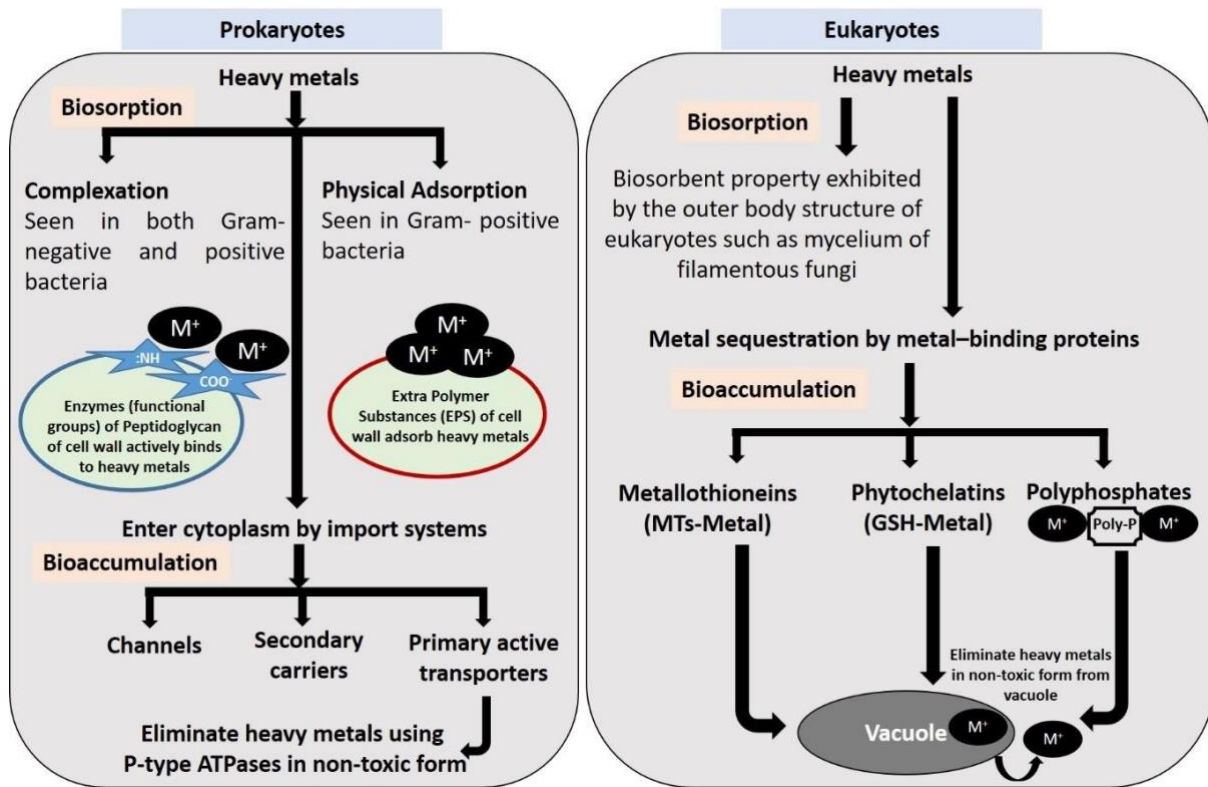 Prokaryotes
Heavy metals
Biosorption
Complexation
Seen in both Gram-
negative and positive
bacteria
Physical Adsorption
Seen in Gram- positive
bacteria
M⁺
M⁺
:NH
COO⁻
Enzymes (functional
groups) of Peptidoglycan
of cell wall actively binds
to heavy metals
M⁺
M⁺
M⁺
Extra Polymer
Substances (EPS) of cell
wall adsorb heavy metals
Enter cytoplasm by import systems
Bioaccumulation
Channels
Secondary
carriers
Primary active
transporters
Eliminate heavy metals using
P-type ATPases in non-toxic form
Eukaryotes
Heavy metals
Biosorption
Biosorbent property exhibited
by the outer body structure of
eukaryotes such as mycelium of
filamentous fungi
Metal sequestration by metal–binding proteins
Bioaccumulation
Metallothioneins
(MTs-Metal)
Phytochelatins
(GSH-Metal)
Polyphosphates
M⁺ Poly-P M⁺
Eliminate heavy metals
in non-toxic form from
vacuole
Vacuole
M⁺
M⁺